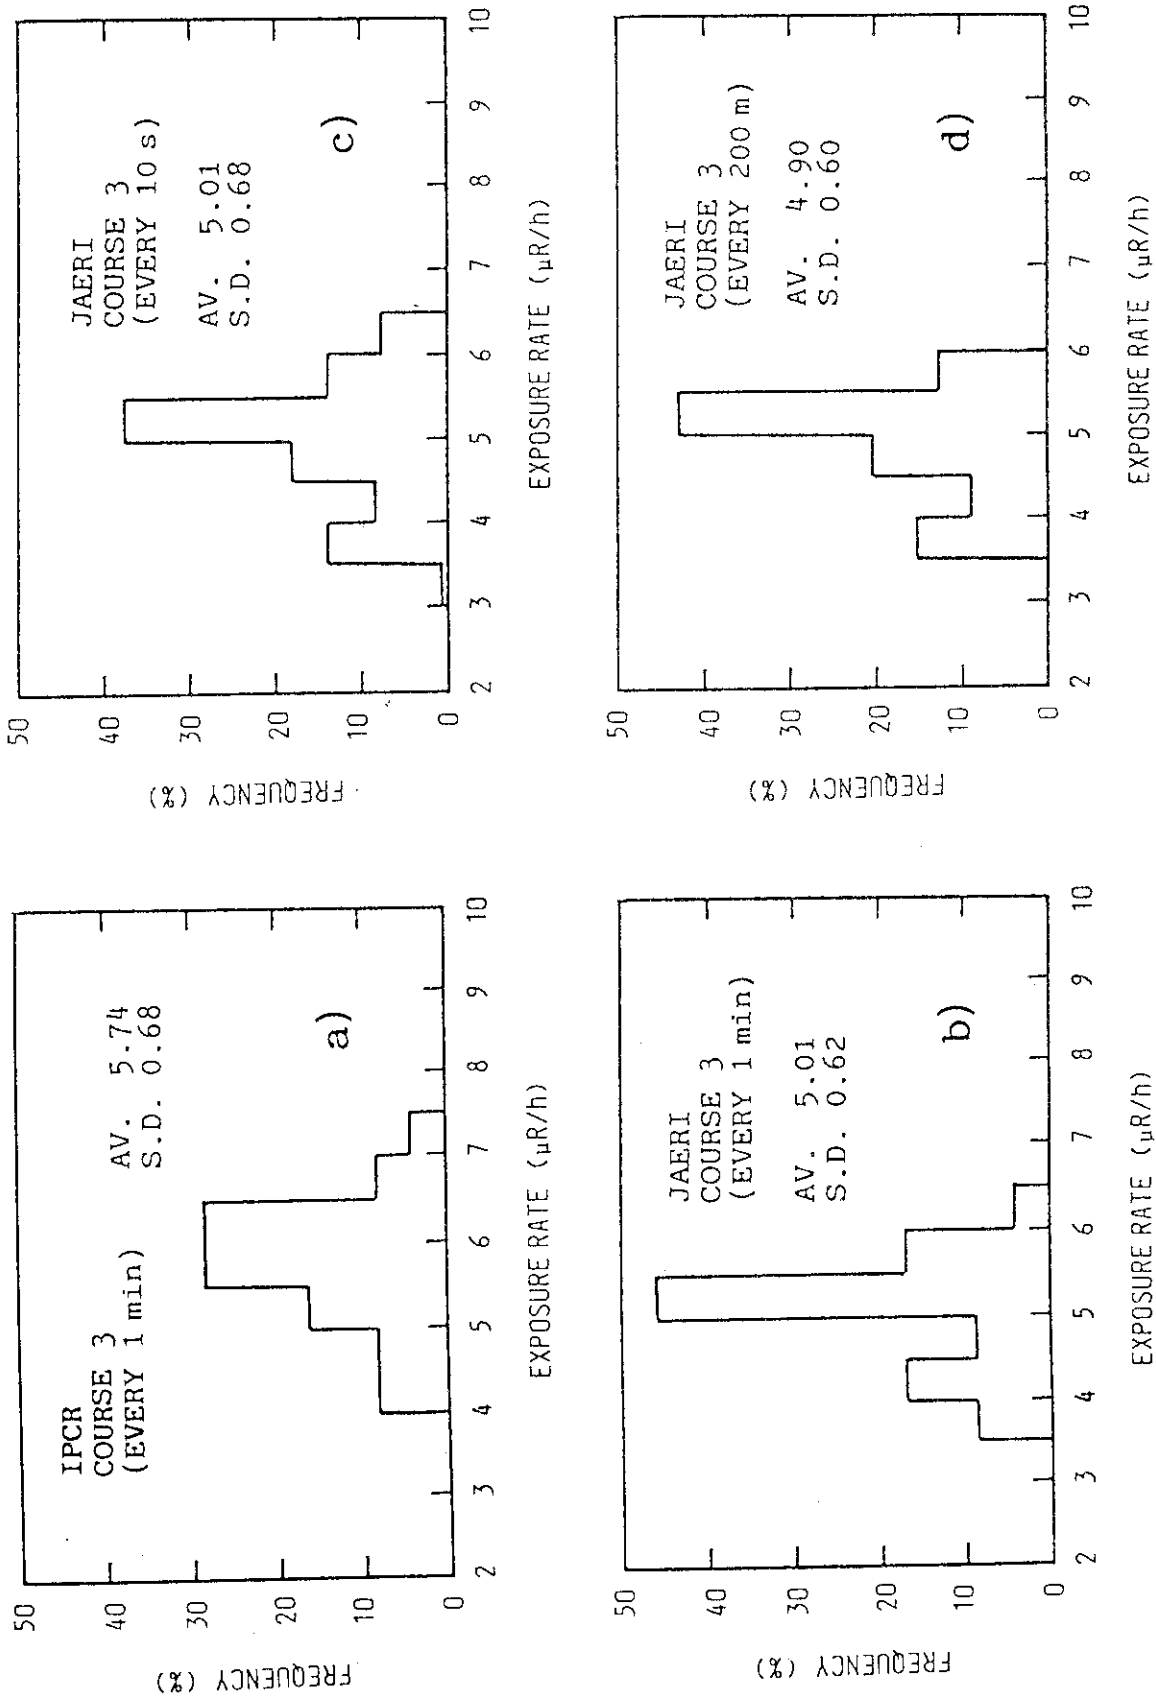 IPCR
COURSE 3
(EVERY 1 min)
AV. 5.74
S.D. 0.68
a)
50
40
30
20
10
0
2
3
4
5
6
7
8
9
10
FREQUENCY (%)
EXPOSURE RATE (μR/h)
JAERI
COURSE 3
(EVERY 1 min)
AV. 5.01
S.D. 0.62
b)
50
40
30
20
10
0
2
3
4
5
6
7
8
9
10
FREQUENCY (%)
EXPOSURE RATE (μR/h)
JAERI
COURSE 3
(EVERY 10 s)
AV. 5.01
S.D. 0.68
c)
50
40
30
20
10
0
2
3
4
5
6
7
8
9
10
FREQUENCY (%)
EXPOSURE RATE (μR/h)
JAERI
COURSE 3
(EVERY 200 m)
AV. 4.90
S.D. 0.60
d)
50
40
30
20
10
0
2
3
4
5
6
7
8
9
10
FREQUENCY (%)
EXPOSURE RATE (μR/h)